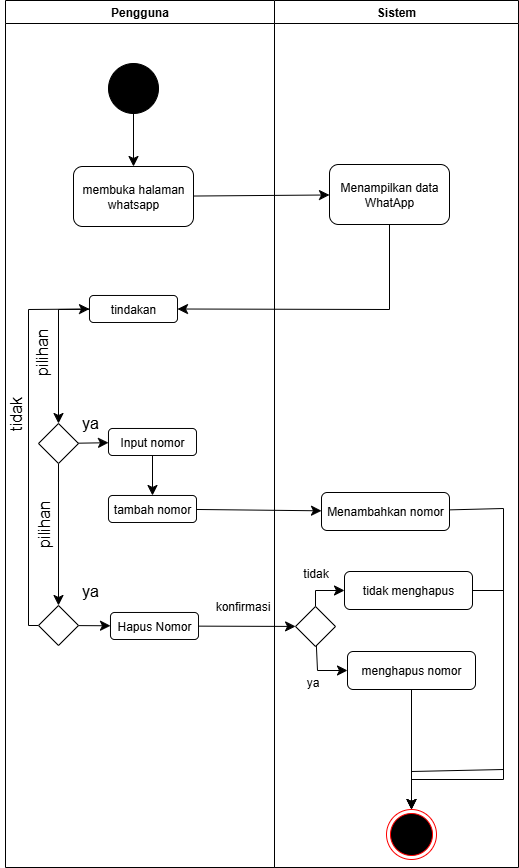 Pengguna
Sistem
membuka halaman
whatsapp
Menampilkan data
WhatApp
tindakan
pilihan
tidak
ya
Input nomor
pilihan
tambah nomor
Menambahkan nomor
tidak
tidak menghapus
ya
Hapus Nomor
konfirmasi
ya
menghapus nomor